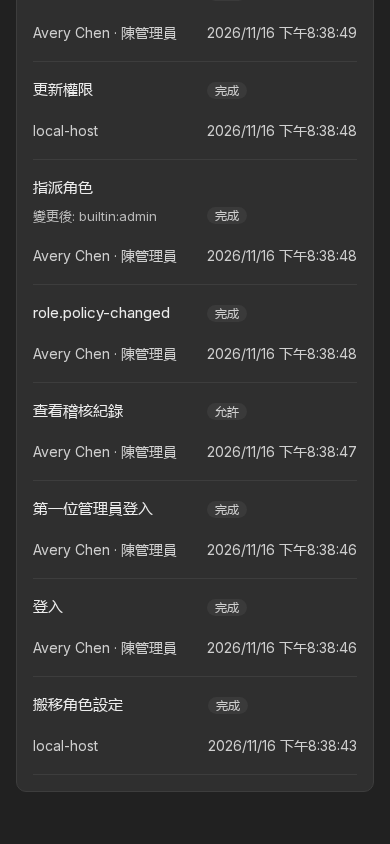 Avery Chen · 陳管理員 2026/11/16 下午8:38:49
更新權限 完成
local-host 2026/11/16 下午8:38:48
指派角色
變更後: builtin:admin 完成
Avery Chen · 陳管理員 2026/11/16 下午8:38:48
role.policy-changed 完成
Avery Chen · 陳管理員 2026/11/16 下午8:38:48
查看稽核紀錄 允許
Avery Chen · 陳管理員 2026/11/16 下午8:38:47
第一位管理員登入 完成
Avery Chen · 陳管理員 2026/11/16 下午8:38:46
登入 完成
Avery Chen · 陳管理員 2026/11/16 下午8:38:46
搬移角色設定 完成
local-host 2026/11/16 下午8:38:43